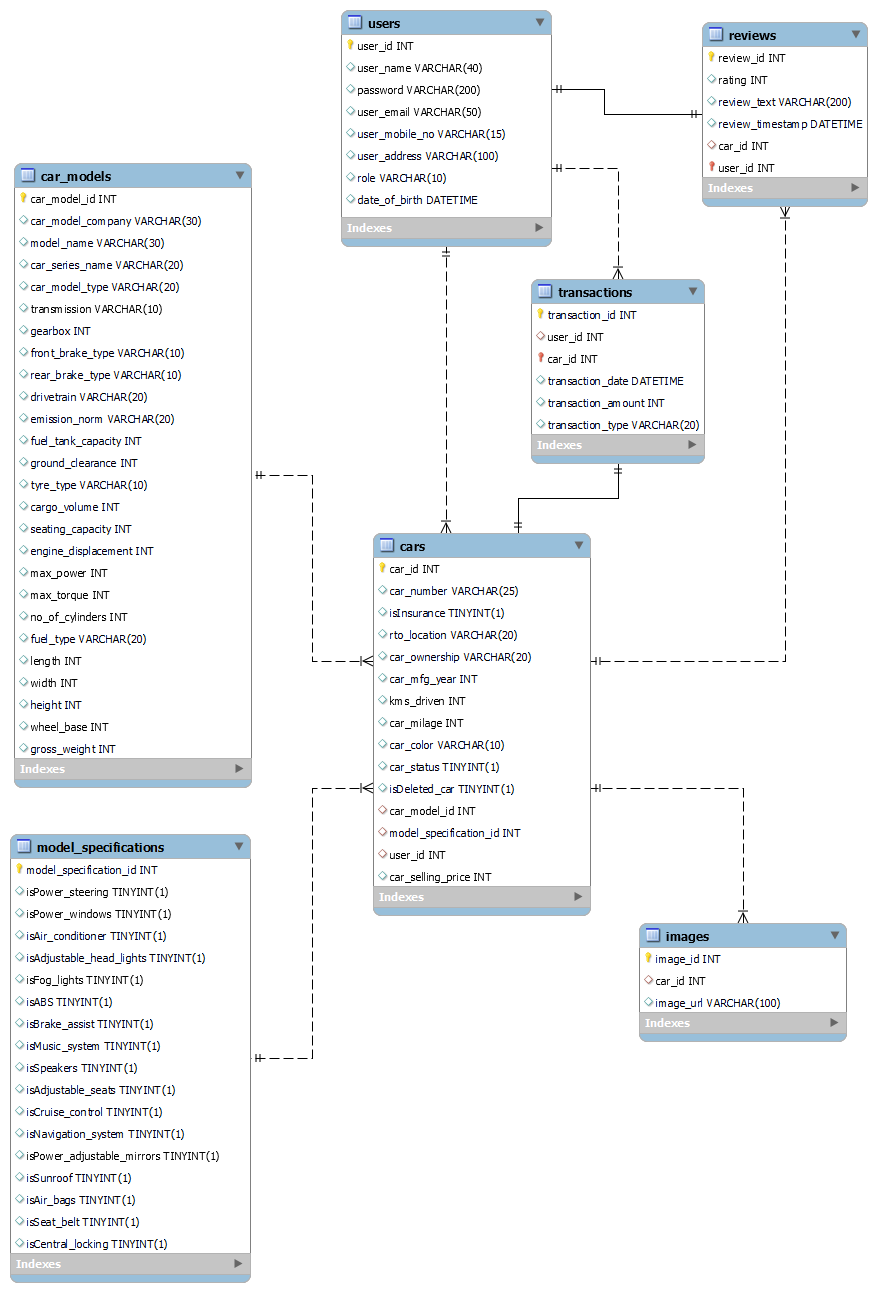 users
user_id INT
user_name VARCHAR(40)
password VARCHAR(200)
user_email VARCHAR(50)
user_mobile_no VARCHAR(15)
user_address VARCHAR(100)
role VARCHAR(10)
date_of_birth DATETIME
Indexes
reviews
review_id INT
rating INT
review_text VARCHAR(200)
review_timestamp DATETIME
car_id INT
user_id INT
Indexes
car_models
car_model_id INT
car_model_company VARCHAR(30)
model_name VARCHAR(30)
car_series_name VARCHAR(20)
car_model_type VARCHAR(20)
transmission VARCHAR(10)
gearbox INT
front_brake_type VARCHAR(10)
rear_brake_type VARCHAR(10)
drivetrain VARCHAR(20)
emission_norm VARCHAR(20)
fuel_tank_capacity INT
ground_clearance INT
tyre_type VARCHAR(10)
cargo_volume INT
seating_capacity INT
engine_displacement INT
max_power INT
max_torque INT
no_of_cylinders INT
fuel_type VARCHAR(20)
length INT
width INT
height INT
wheel_base INT
gross_weight INT
Indexes
transactions
transaction_id INT
user_id INT
car_id INT
transaction_date DATETIME
transaction_amount INT
transaction_type VARCHAR(20)
Indexes
cars
car_id INT
car_number VARCHAR(25)
isInsurance TINYINT(1)
rto_location VARCHAR(20)
car_ownership VARCHAR(20)
car_mfg_year INT
kms_driven INT
car_milage INT
car_color VARCHAR(10)
car_status TINYINT(1)
isDeleted_car TINYINT(1)
car_model_id INT
model_specification_id INT
user_id INT
car_selling_price INT
Indexes
model_specifications
model_specification_id INT
isPower_steering TINYINT(1)
isPower_windows TINYINT(1)
isAir_conditioner TINYINT(1)
isAdjustable_head_lights TINYINT(1)
isFog_lights TINYINT(1)
isABS TINYINT(1)
isBrake_assist TINYINT(1)
isMusic_system TINYINT(1)
isSpeakers TINYINT(1)
isAdjustable_seats TINYINT(1)
isCruise_control TINYINT(1)
isNavigation_system TINYINT(1)
isPower_adjustable_mirrors TINYINT(1)
isSunroof TINYINT(1)
isAir_bags TINYINT(1)
isSeat_belt TINYINT(1)
isCentral_locking TINYINT(1)
Indexes
images
image_id INT
car_id INT
image_url VARCHAR(100)
Indexes